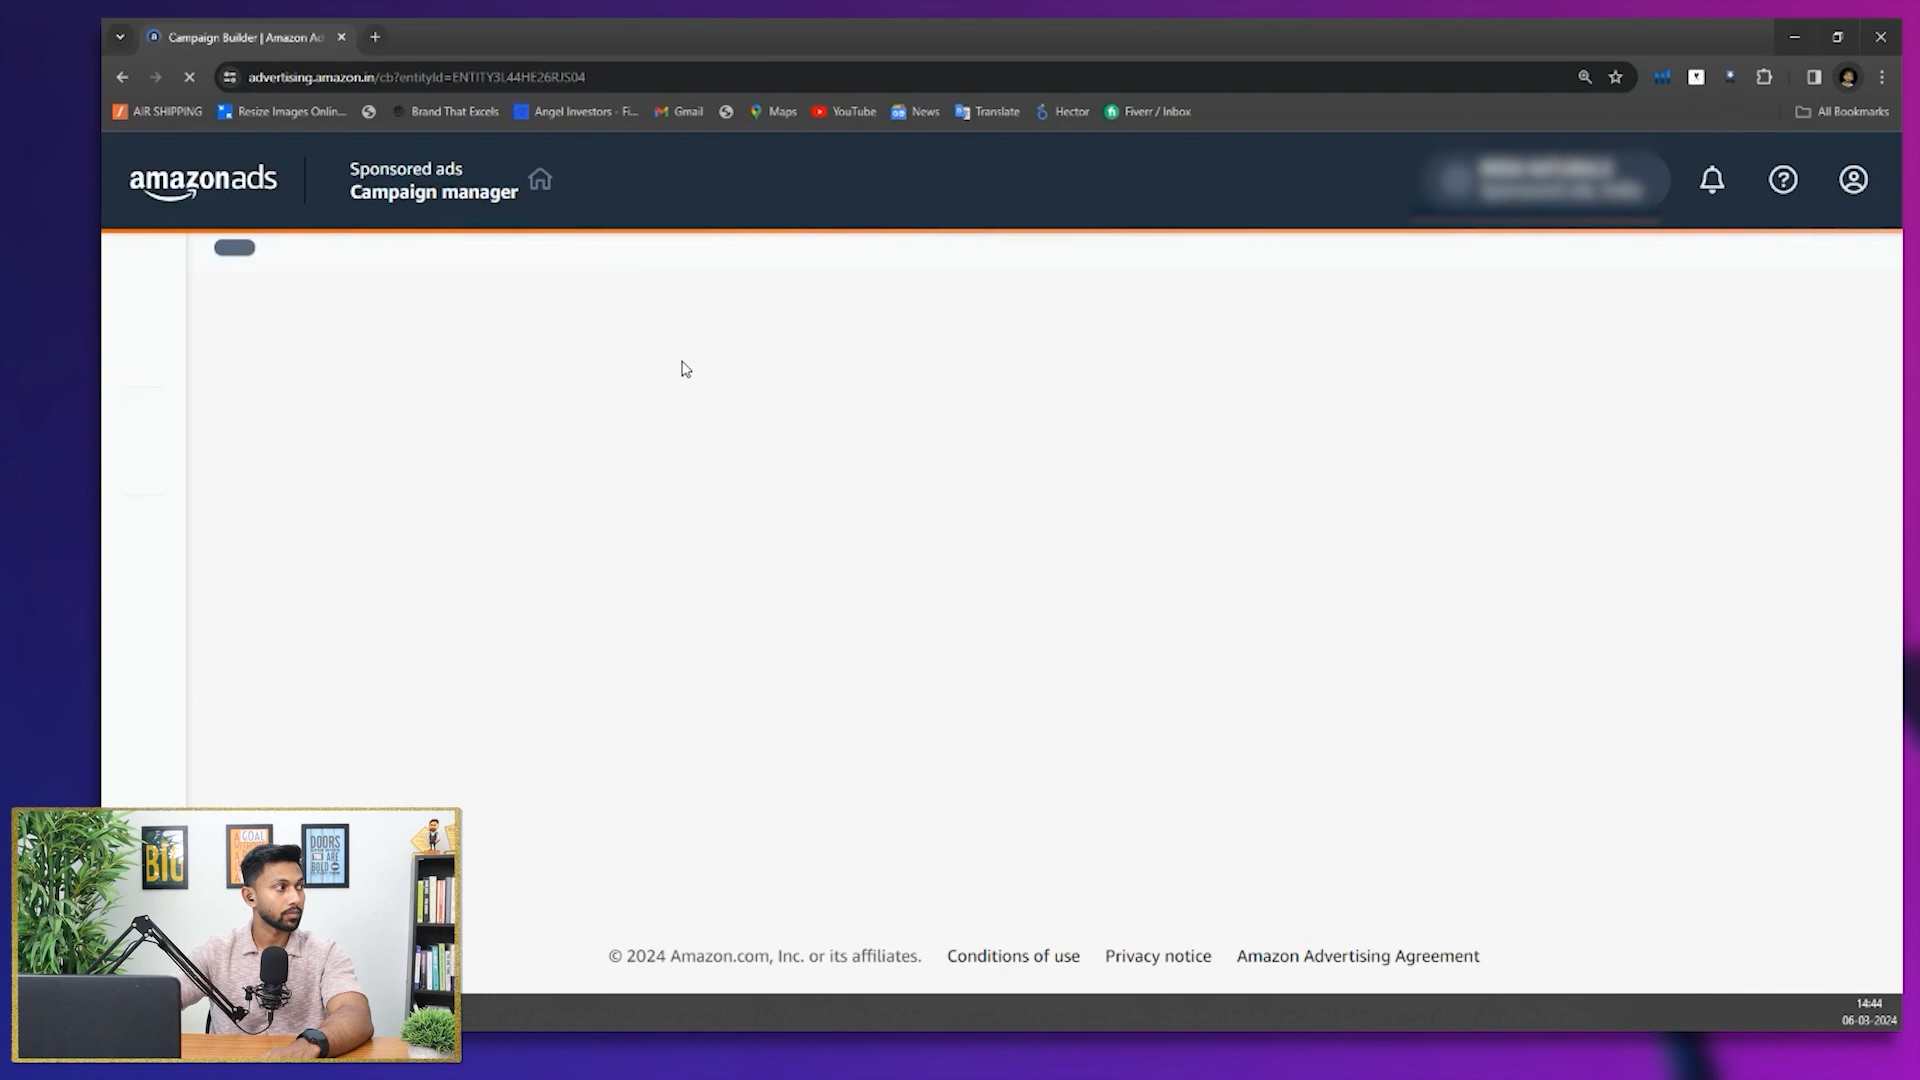 Campaign Builder | Amazon Ad
advertising.amazon.in/cb?entityId=ENTITY3L44HE26RJS04
AIR SHIPPING
Resize Images Onlin...
Brand That Excels
Angel Investors - Fi...
Gmail
Maps
YouTube
News
Translate
Hector
Fiverr / Inbox
All Bookmarks
amazonads
Sponsored ads
Campaign manager
BIG
A GOAL
WITHOUT
DOORS
ARE
BOLD
© 2024 Amazon.com, Inc. or its affiliates.
Conditions of use
Privacy notice
Amazon Advertising Agreement
14:44
06-03-2024